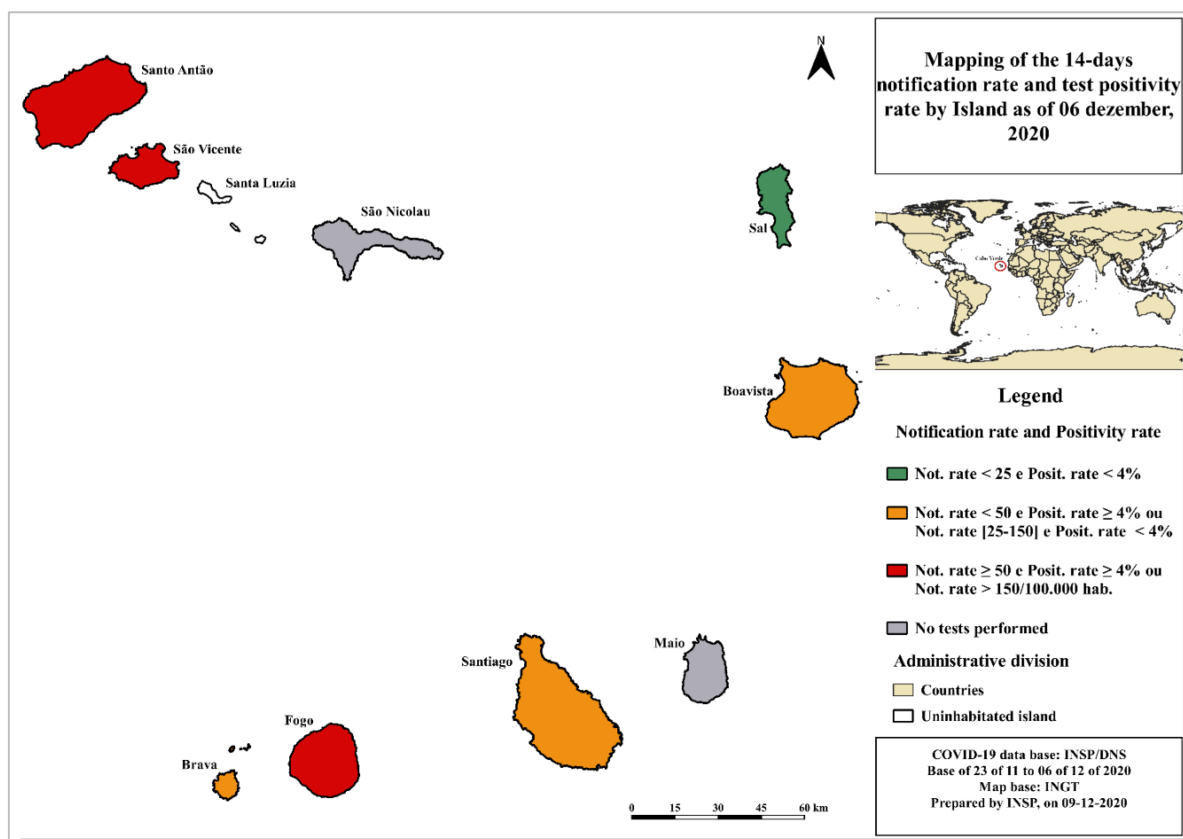 Mapping of the 14-days
notification rate and test positivity
rate by Island as of 06 dezember,
2020
N
Santo Antão
São Vicente
Santa Luzia
São Nicolau
Sal
Boavista
Santiago
Maio
Fogo
Brava
0 15 30 45 60 km
Cabo Verde
Legend
Notification rate and Positivity rate
Not. rate < 25 e Posit. rate < 4%
Not. rate < 50 e Posit. rate ≥ 4% ou
Not. rate [25-150] e Posit. rate < 4%
Not. rate ≥ 50 e Posit. rate ≥ 4% ou
Not. rate > 150/100.000 hab.
No tests performed
Administrative division
Countries
Uninhabitated island
COVID-19 data base: INSP/DNS
Base of 23 of 11 to 06 of 12 of 2020
Map base: INGT
Prepared by INSP, on 09-12-2020